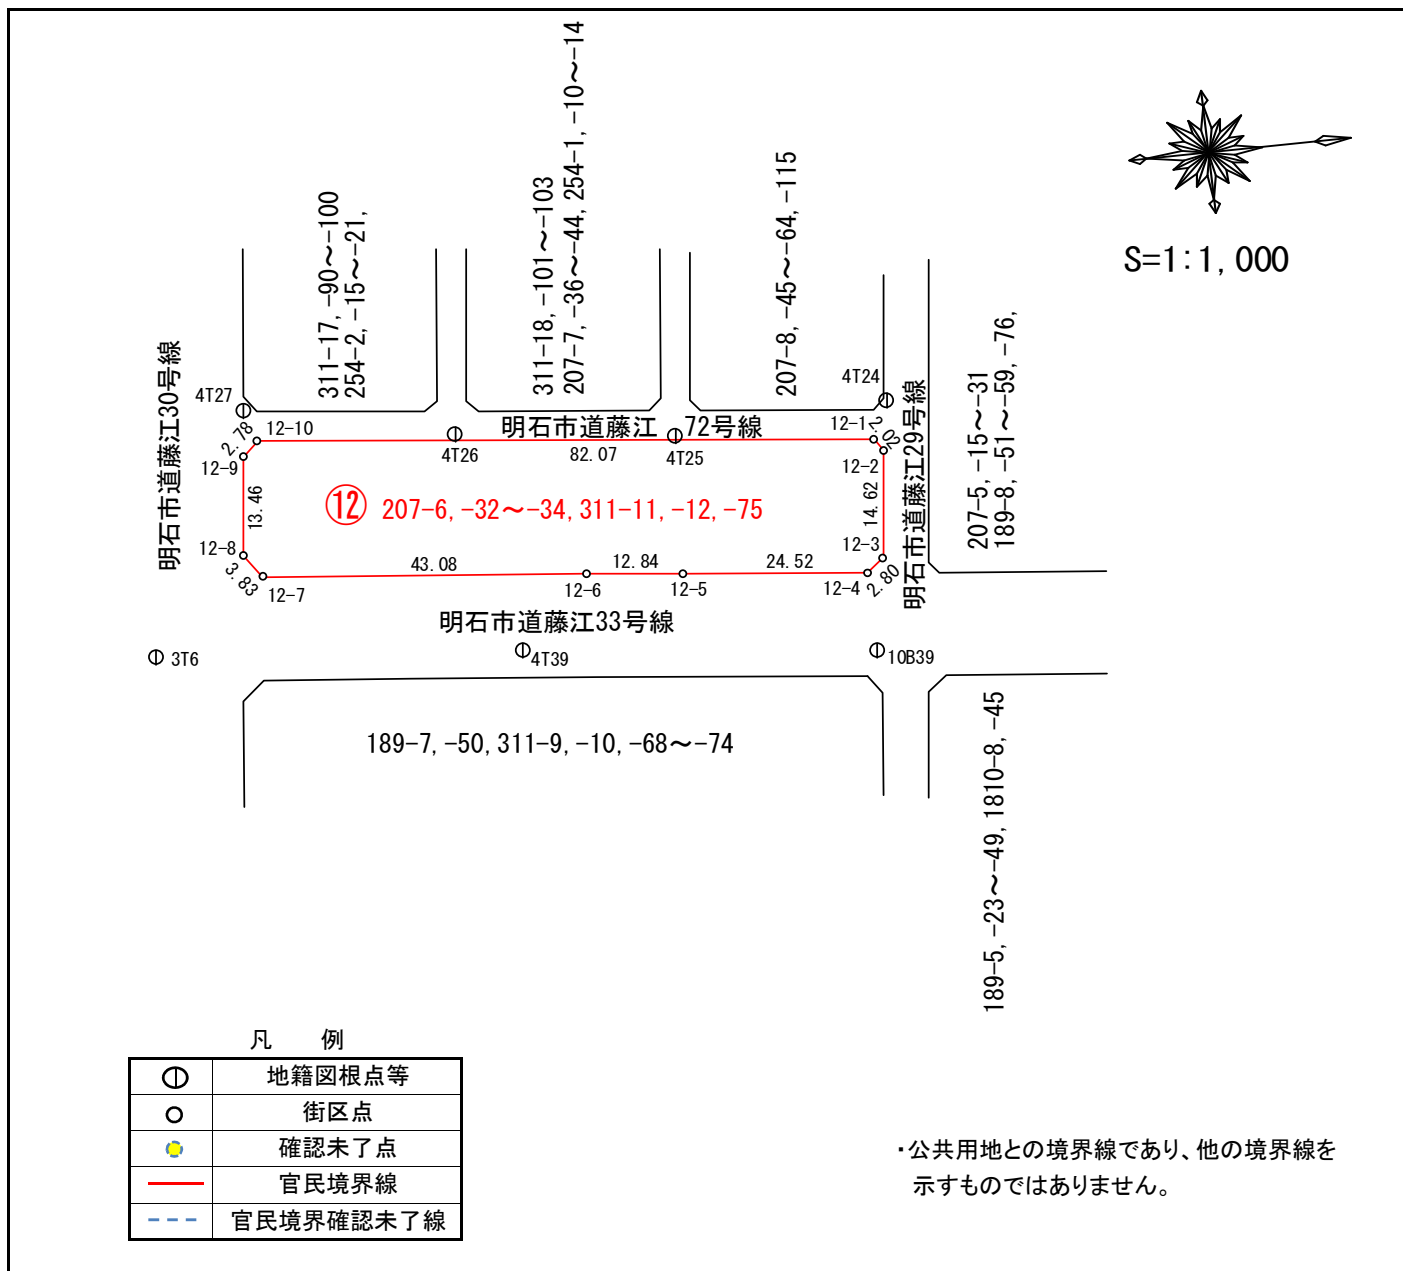 311-17, -90～-100
254-2, -15～-21,
311-18, -101～-103
207-7, -36～-44, 254-1, -10～-14
207-8, -45～-64, -115
S=1:1, 000
明石市道藤江30号線
4T27
4T24
207-5, -15～-31
189-8, -51～-59, -76,
明石市道藤江29号線
2.78
12-10
4T26
明石市道藤江 72号線
82.07
4T25
12-1
2.02
12-9
12-2
13.46
⑫ 207-6, -32～-34, 311-11, -12, -75
14.62
12-8
12-3
3.83
12-7
43.08
12-6
12.84
12-5
24.52
12-4
2.80
明石市道藤江33号線
3T6
4T39
10B39
189-7, -50, 311-9, -10, -68～-74
189-5, -23～-49, 1810-8, -45
凡 例
地籍図根点等
街区点
確認未了点
官民境界線
官民境界確認未了線
・公共用地との境界線であり、他の境界線を
示すものではありません。